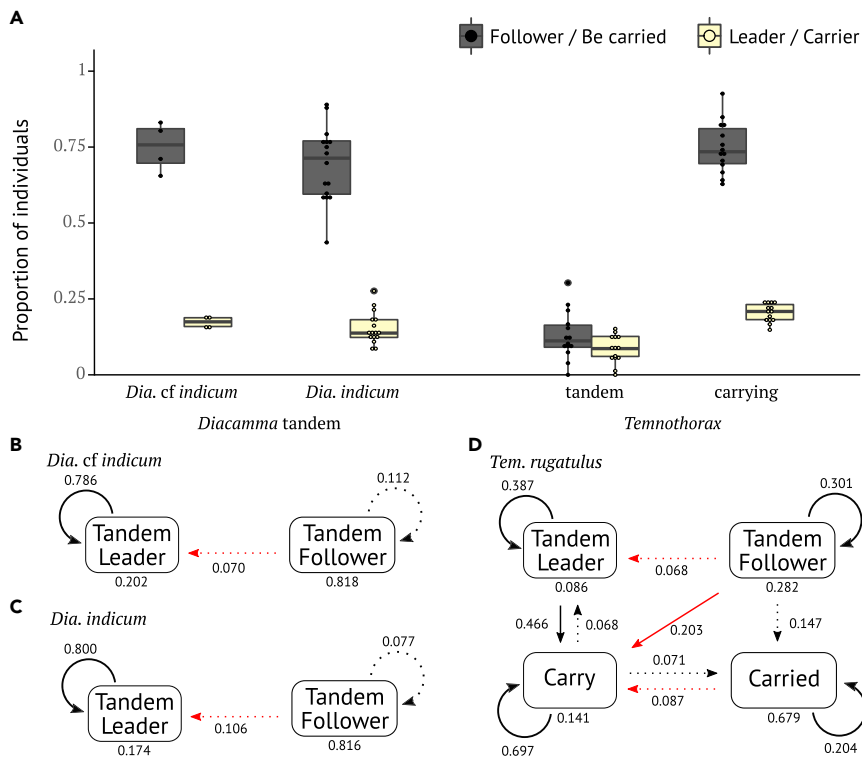 A
Follower / Be carried
Leader / Carrier
Proportion of individuals
1
0.75
0.5
0.25
0
Dia. cf indicum
Dia. indicum
tandem
carrying
Diacamma tandem
Temnothorax
B
Dia. cf indicum
0.786
0.112
Tandem
Leader
Tandem
Follower
0.202
0.070
0.818
C
Dia. indicum
0.800
0.077
Tandem
Leader
Tandem
Follower
0.174
0.106
0.816
D
Tem. rugatulus
0.387
0.301
Tandem
Leader
Tandem
Follower
0.068
0.086
0.282
0.466
0.068
0.203
0.147
0.071
Carry
Carried
0.087
0.141
0.679
0.697
0.204